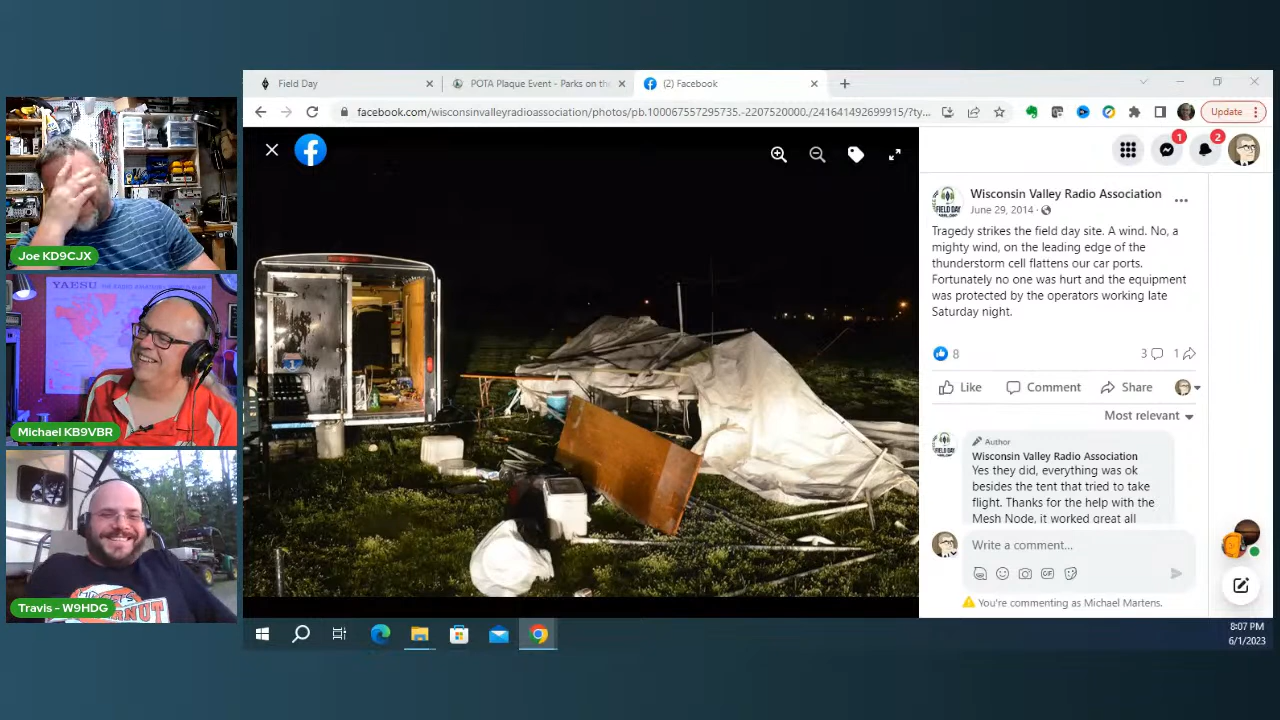 Field Day
POTA Plaque Event - Parks on th
(2) Facebook
facebook.com/wisconsinvalleyradioassociation/photos/pb.100067557295735.-2207520000./241641492699915/?ty...
Update
1
2
Wisconsin Valley Radio Association
June 29, 2014
Tragedy strikes the field day site. A wind. No, a
mighty wind, on the leading edge of the
thunderstorm cell flattens our car ports.
Fortunately no one was hurt and the equipment
was protected by the operators working late
Saturday night.
8
3
1
Like
Comment
Share
Most relevant
Author
Wisconsin Valley Radio Association
Yes they did, everything was ok
besides the tent that tried to take
flight. Thanks for the help with the
Mesh Node, it worked great all
Write a comment...
GIF
You're commenting as Michael Martens.
8:07 PM
6/1/2023
Joe KD9CJX
YAESU
Michael KB9VBR
Travis - W9HDG